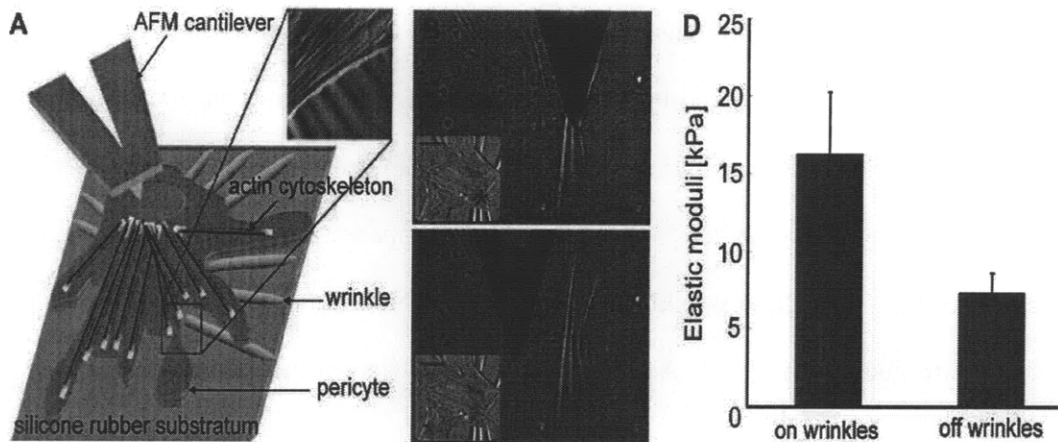 A
AFM cantilever
actin cytoskeleton
wrinkle
pericyte
silicone rubber substratum
D
Elastic moduli [kPa]
25
20
15
10
5
0
on wrinkles
off wrinkles